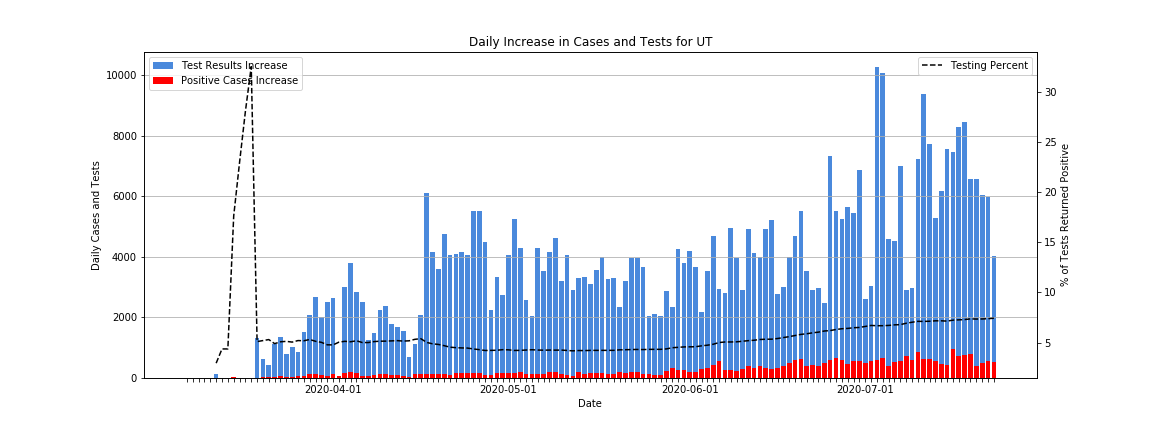 Daily Increase in Cases and Tests for UT
Test Results Increase
Positive Cases Increase
Testing Percent
10000
8000
6000
4000
2000
0
Daily Cases and Tests
30
25
20
15
10
5
% of Tests Returned Positive
2020-04-01
2020-05-01
2020-06-01
2020-07-01
Date